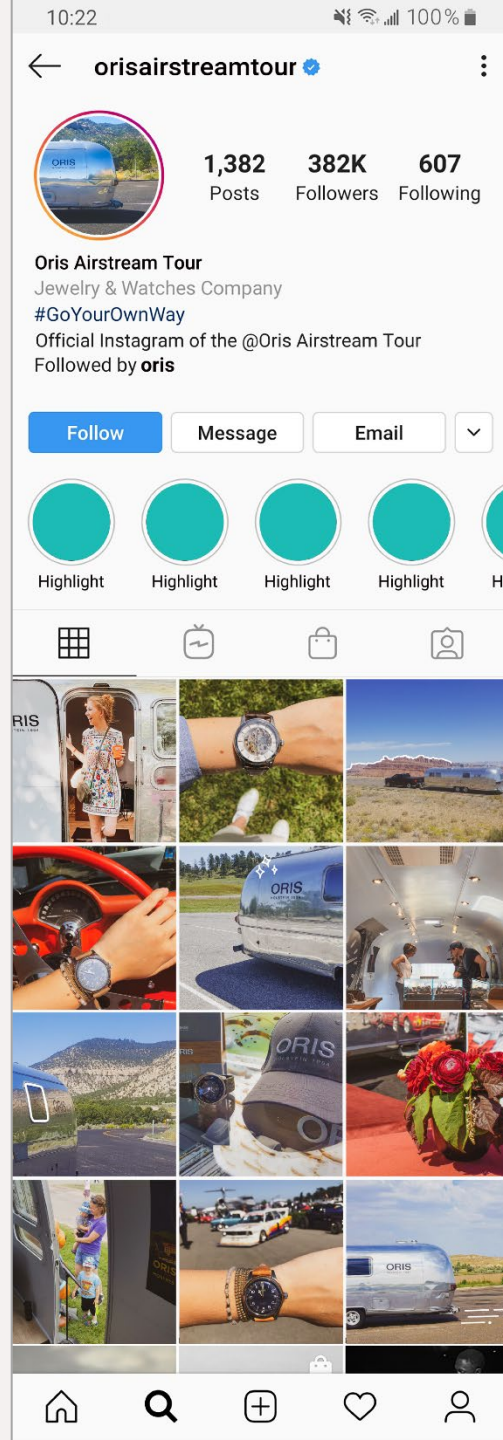 10:22
100%
orisairstreamtour
1,382 382K 607
Posts Followers Following
Oris Airstream Tour
Jewelry & Watches Company
#GoYourOwnWay
Official Instagram of the @Oris Airstream Tour
Followed by oris
Follow Message Email
Highlight Highlight Highlight Highlight H
RIS
ORIS
ORIS
ORIS
ORIS
ORIS